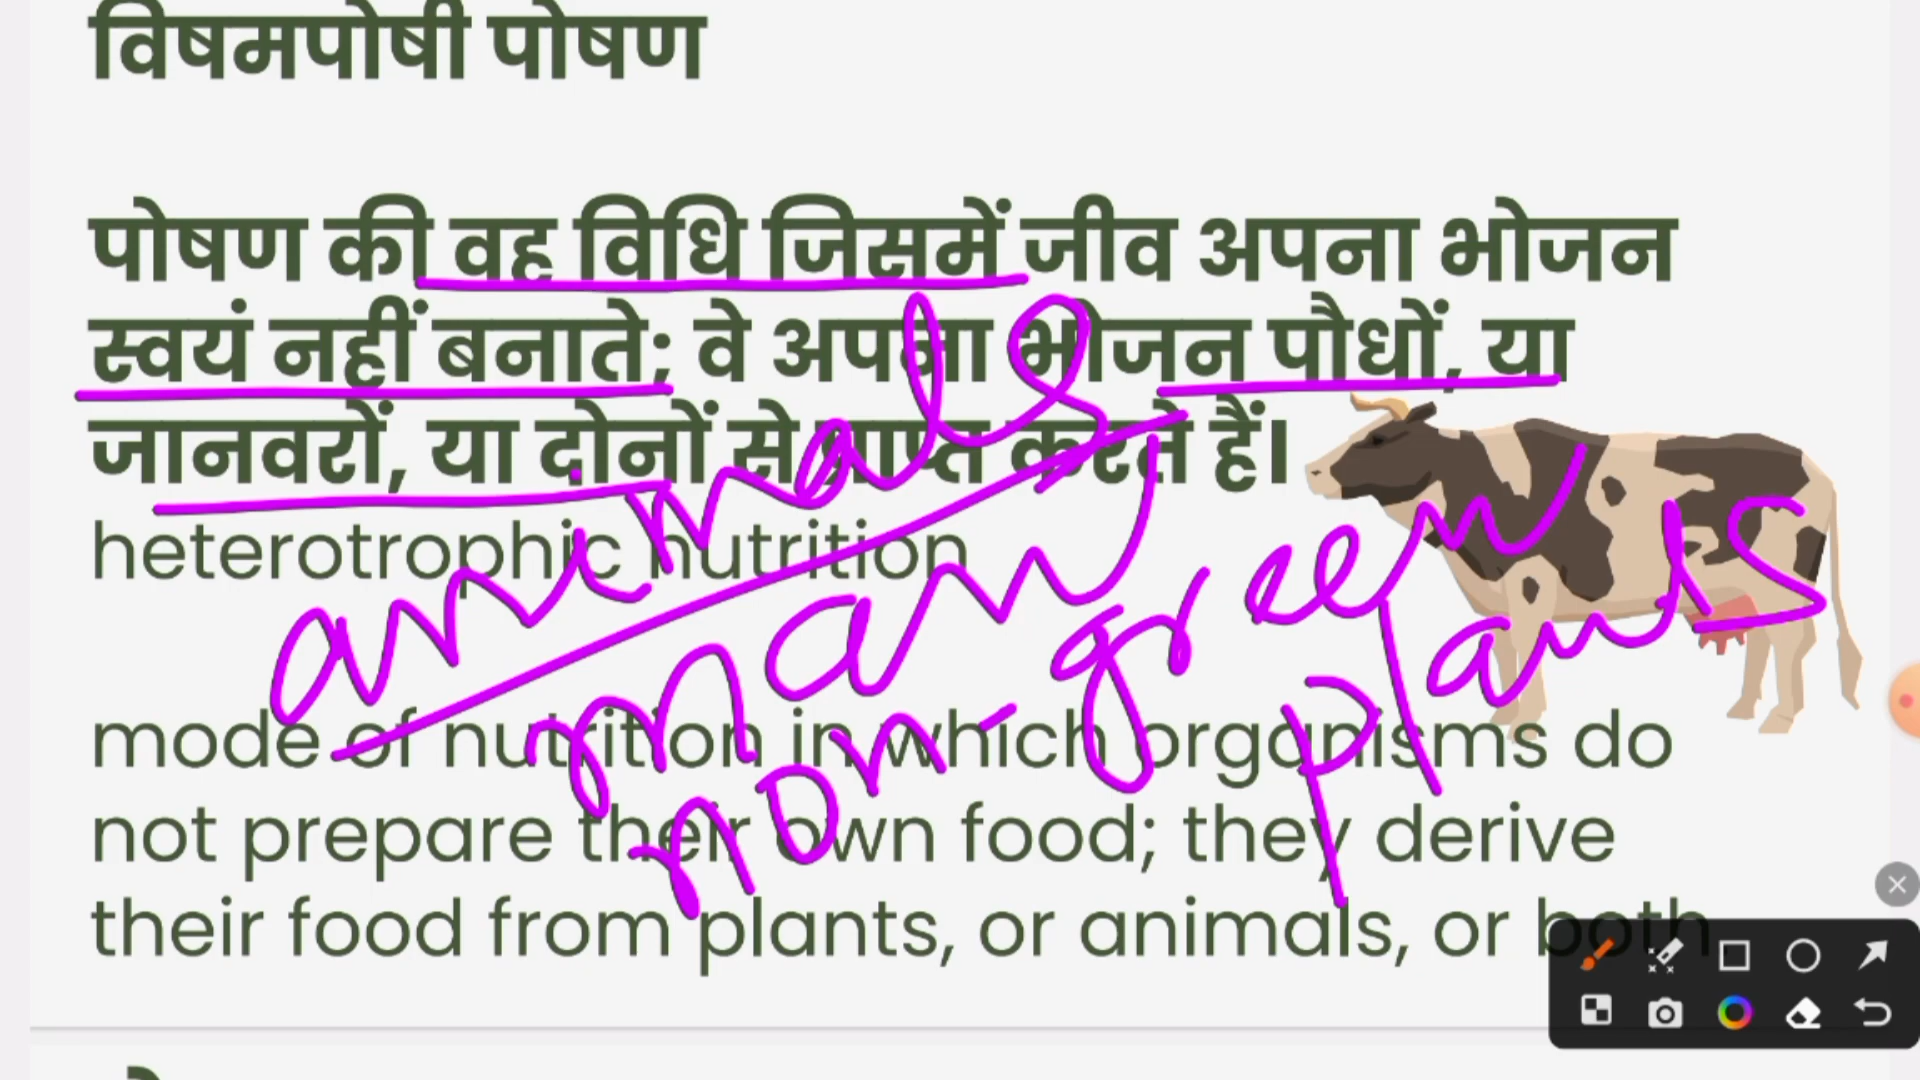 विषमपोषी पोषण
पोषण की वह विधि जिसमें जीव अपना भोजन
स्वयं नहीं बनाते; वे अपना भोजन पौधों, या
जानवरों, या दोनों से प्राप्त करते हैं।
heterotrophic nutrition
animals
man
non-green
plants
mode of nutrition in which organisms do
not prepare their own food; they derive
their food from plants, or animals, or both